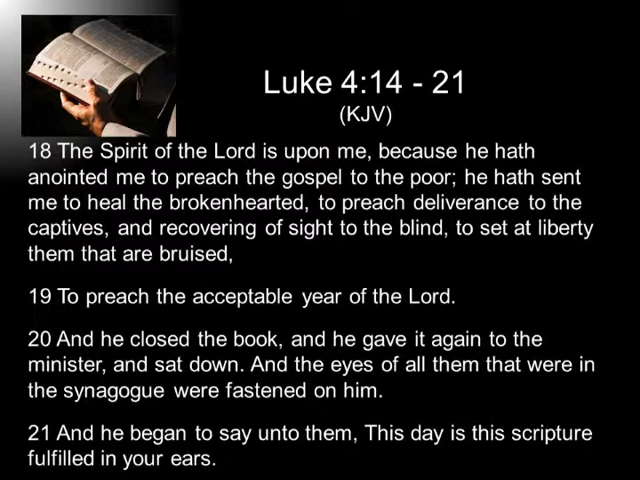 Luke 4:14 - 21
(KJV)
18 The Spirit of the Lord is upon me, because he hath
anointed me to preach the gospel to the poor; he hath sent
me to heal the brokenhearted, to preach deliverance to the
captives, and recovering of sight to the blind, to set at liberty
them that are bruised,
19 To preach the acceptable year of the Lord.
20 And he closed the book, and he gave it again to the
minister, and sat down. And the eyes of all them that were in
the synagogue were fastened on him.
21 And he began to say unto them, This day is this scripture
fulfilled in your ears.